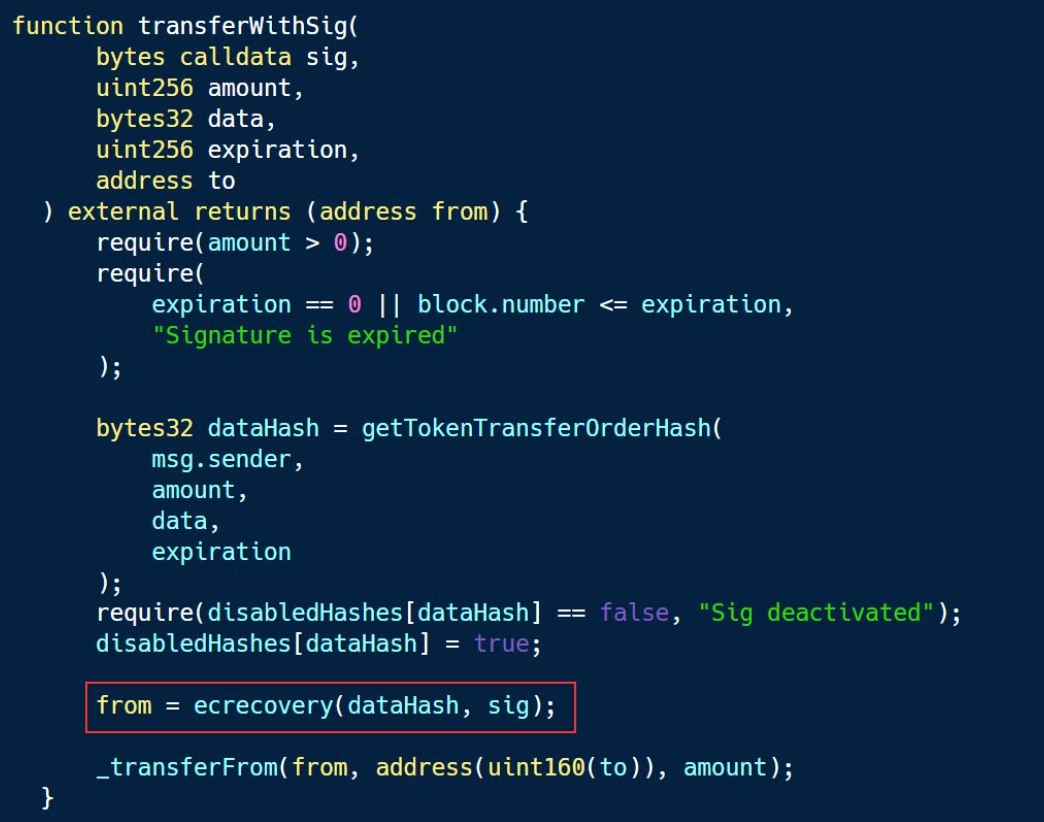 function transferWithSig(
bytes calldata sig,
uint256 amount,
bytes32 data,
uint256 expiration,
address to
) external returns (address from) {
require(amount > 0);
require(
expiration == 0 || block.number <= expiration,
"Signature is expired"
);
bytes32 dataHash = getTokenTransferOrderHash(
msg.sender,
amount,
data,
expiration
);
require(disabledHashes[dataHash] == false, "Sig deactivated");
disabledHashes[dataHash] = true;
from = ecrecovery(dataHash, sig);
_transferFrom(from, address(uint160(to)), amount);
}